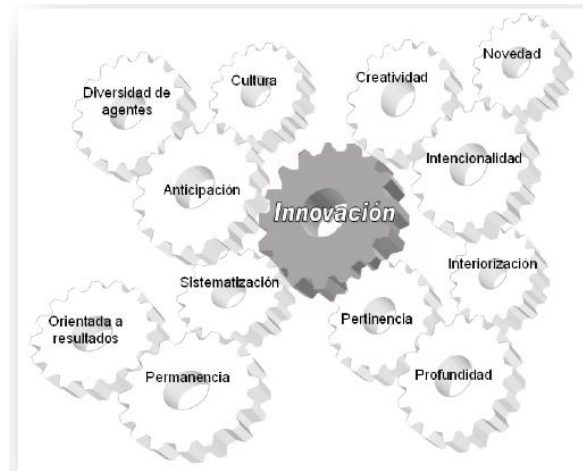 Novedad
Cultura
Creatividad
Diversidad de
agentes
Intencionalidad
Anticipación
Innovación
Interiorización
Sistematización
Orientada a
resultados
Pertinencia
Permanencia
Profundidad